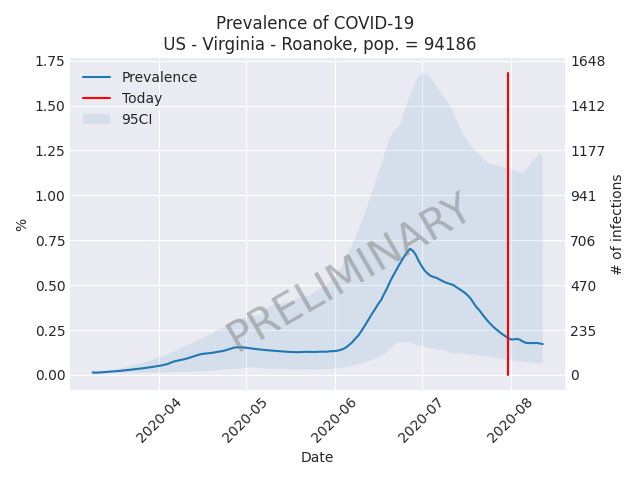 Prevalence of COVID-19
US - Virginia - Roanoke, pop. = 94186
1.75
1.50
1.25
1.00
0.75
0.50
0.25
0.00
%
Prevalence
Today
95CI
PRELIMINARY
1648
1412
1177
941
706
470
235
0
# of infections
2020-04
2020-05
2020-06
2020-07
2020-08
Date